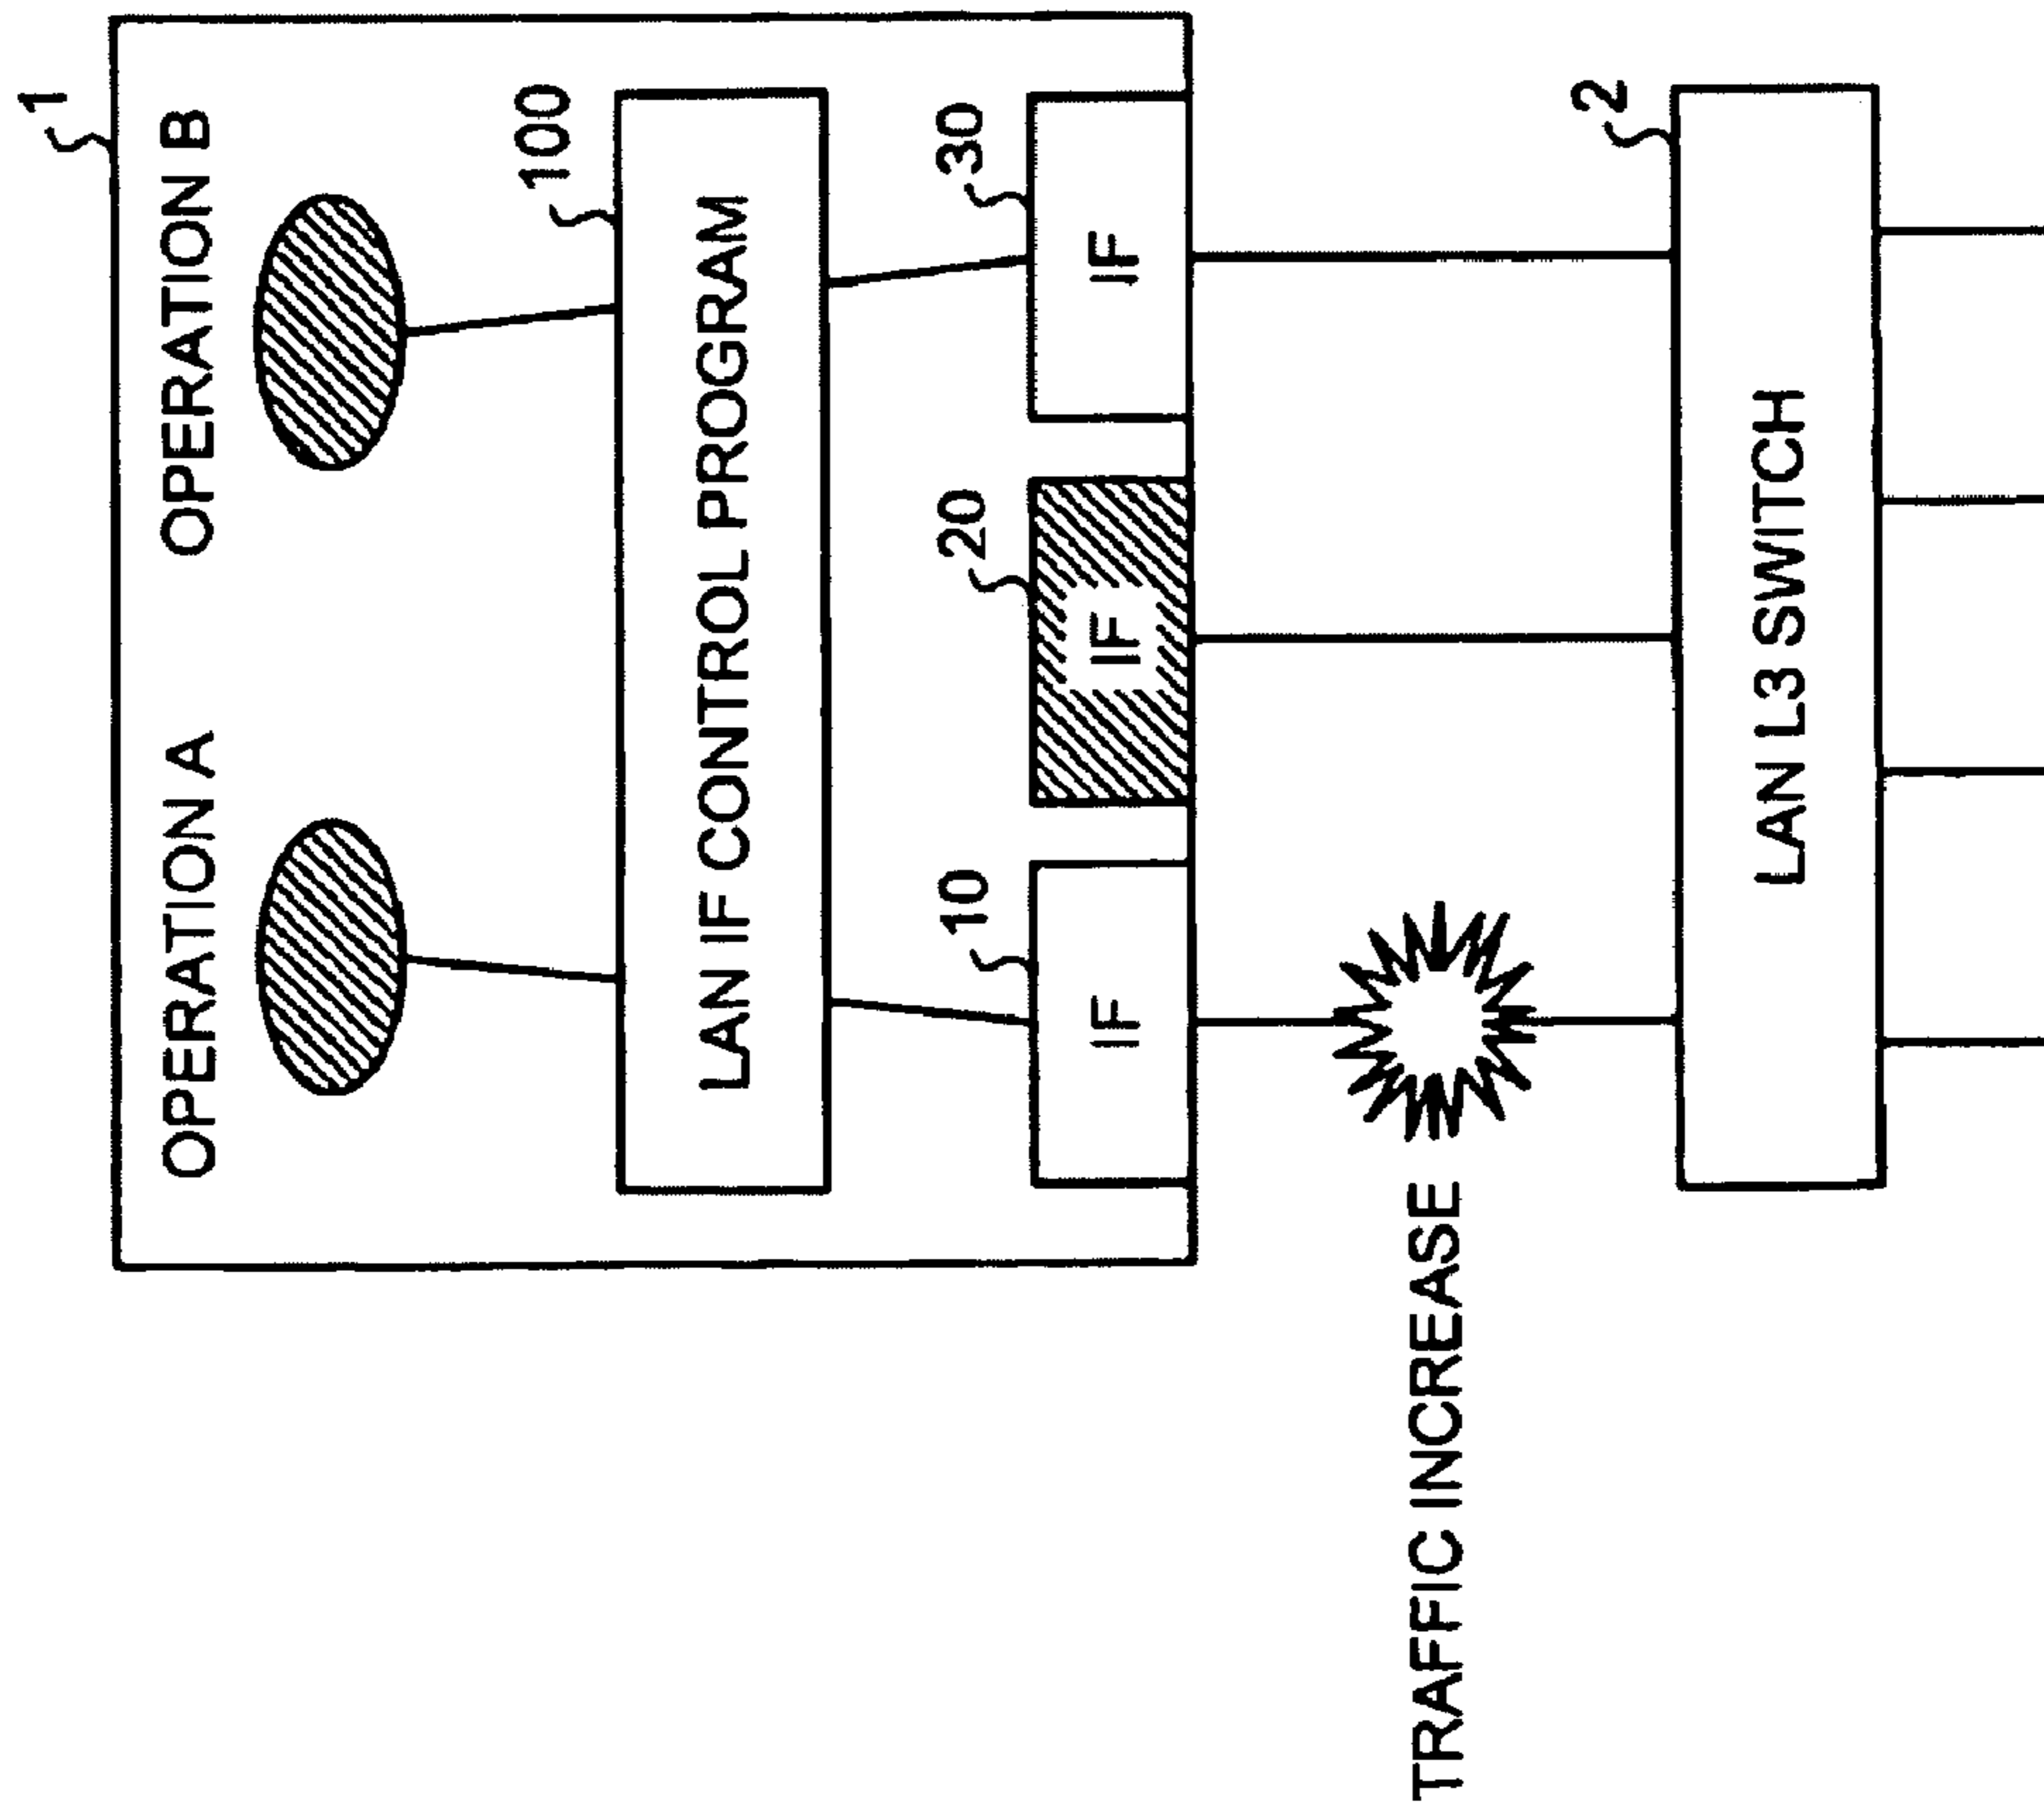 1
OPERATION A
OPERATION B
100
LAN IF CONTROL PROGRAM
10
20
30
IF
IF
IF
TRAFFIC INCREASE
2
LAN L3 SWITCH